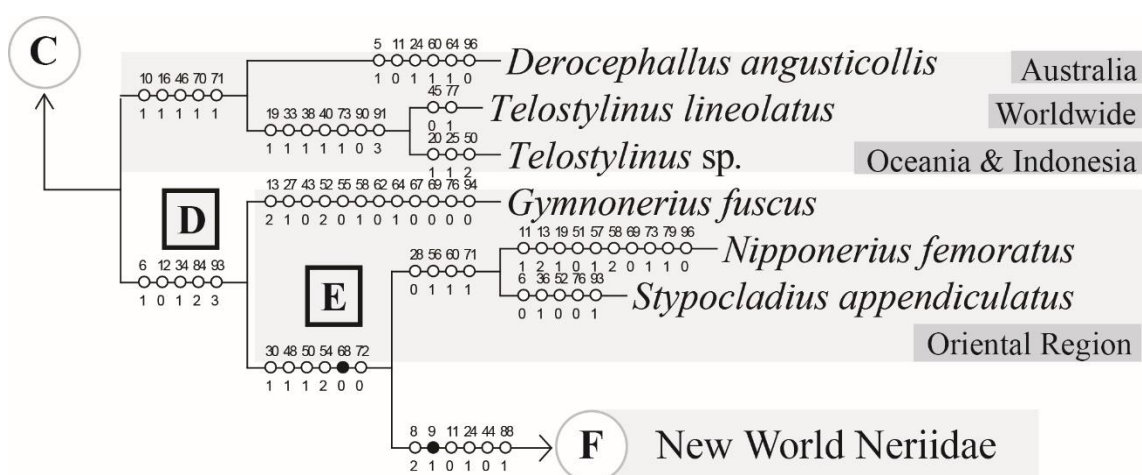 C
5 11 24 60 64 96
1 0 1 1 1 0
Derocephallus angusticollis
Australia
10 16 46 70 71
1 1 1 1 1
45 77
0 1
Telostylinus lineolatus
Worldwide
19 33 38 40 73 90 91
1 1 1 1 1 0 3
20 25 50
1 1 2
Telostylinus sp.
Oceania & Indonesia
13 27 43 52 55 58 62 64 67 69 76 94
2 1 0 2 0 1 0 1 0 0 0 0
Gymnonerius fuscus
D
11 13 19 51 57 58 69 73 79 96
1 2 1 0 1 2 0 1 1 0
Nipponerius femoratus
28 56 60 71
0 1 1 1
6 12 34 84 93
1 0 1 2 3
E
6 36 52 76 93
0 1 0 0 1
Stypocladius appendiculatus
Oriental Region
30 48 50 54 68 72
1 1 1 2 0 0
8 9 11 24 44 88
2 1 0 1 0 1
F
New World Neriidae